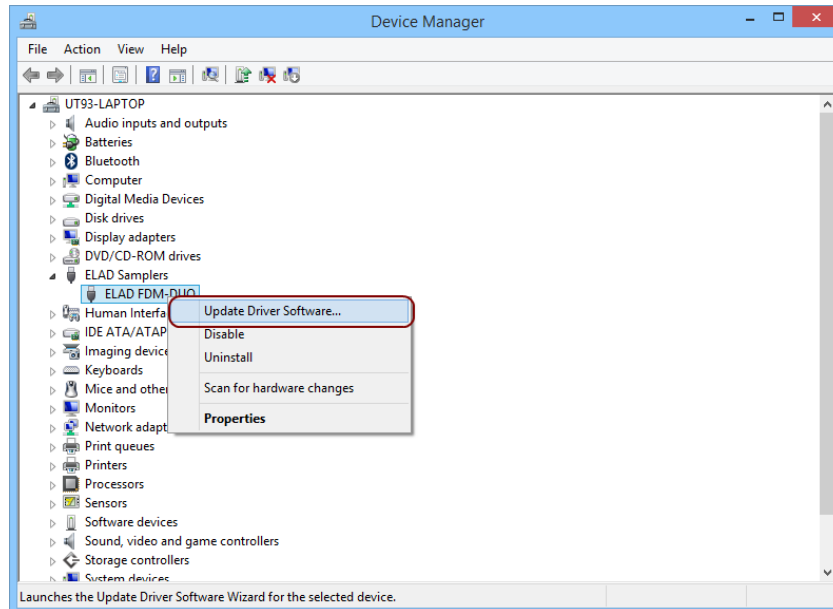 Device Manager
File Action View Help
UT93-LAPTOP
Audio inputs and outputs
Batteries
Bluetooth
Computer
Digital Media Devices
Disk drives
Display adapters
DVD/CD-ROM drives
ELAD Samplers
ELAD FDM-DUO
Update Driver Software...
Human Interfa
IDE ATA/ATAP
Disable
Imaging device
Uninstall
Keyboards
Mice and other
Scan for hardware changes
Monitors
Network adapt
Properties
Print queues
Printers
Processors
Sensors
Software devices
Sound, video and game controllers
Storage controllers
System devices
Launches the Update Driver Software Wizard for the selected device.